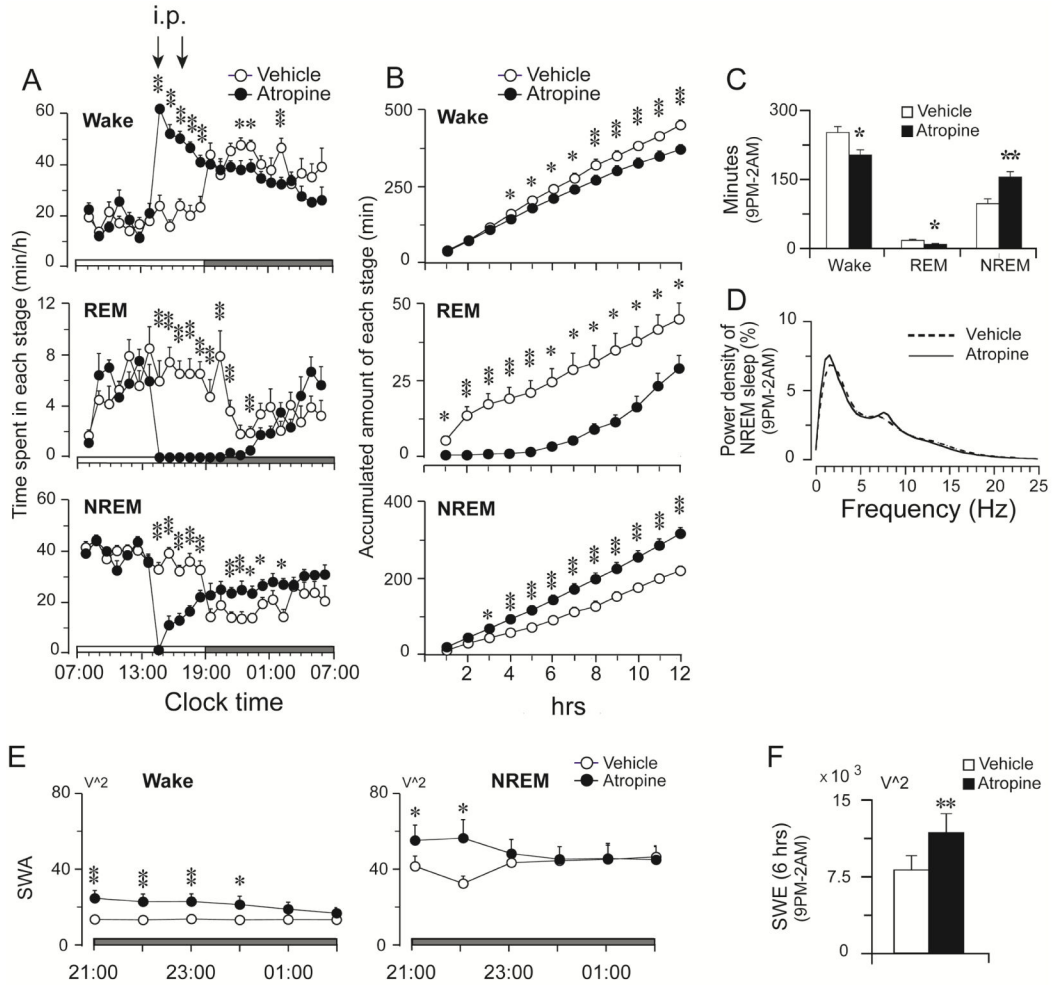 i.p.
A
Vehicle
Atropine
Wake
**
**
**
**
**
*
*
**
60
40
20
0
REM
**
**
**
**
**
**
**
**
**
12
8
4
0
NREM
**
**
**
**
**
**
**
*
*
*
60
40
20
0
07:00 13:00 19:00 01:00 07:00
Clock time
Time spent in each stage (min/h)
B
Vehicle
Atropine
Wake
* * * * ** ** ** ** **
500
250
0
REM
* ** ** ** ** * * * * * * *
50
25
0
NREM
* ** ** ** ** ** ** ** ** **
400
200
0
2 4 6 8 10 12
hrs
Accumulated amount of each stage (min)
C
Vehicle
Atropine
300
150
0
* * **
Wake REM NREM
Minutes
(9PM-2AM)
D
10
5
0
Vehicle
Atropine
0 5 10 15 20 25
Frequency (Hz)
Power density of
NREM sleep (%)
(9PM-2AM)
E
V^2
Wake
80
40
0
** ** ** *
SWA
21:00 23:00 01:00
V^2
NREM
Vehicle
Atropine
80
40
0
* *
21:00 23:00 01:00
F
Vehicle
Atropine
× 10 3
V^2
15
7.5
0
**
SWE (6 hrs)
(9PM-2AM)